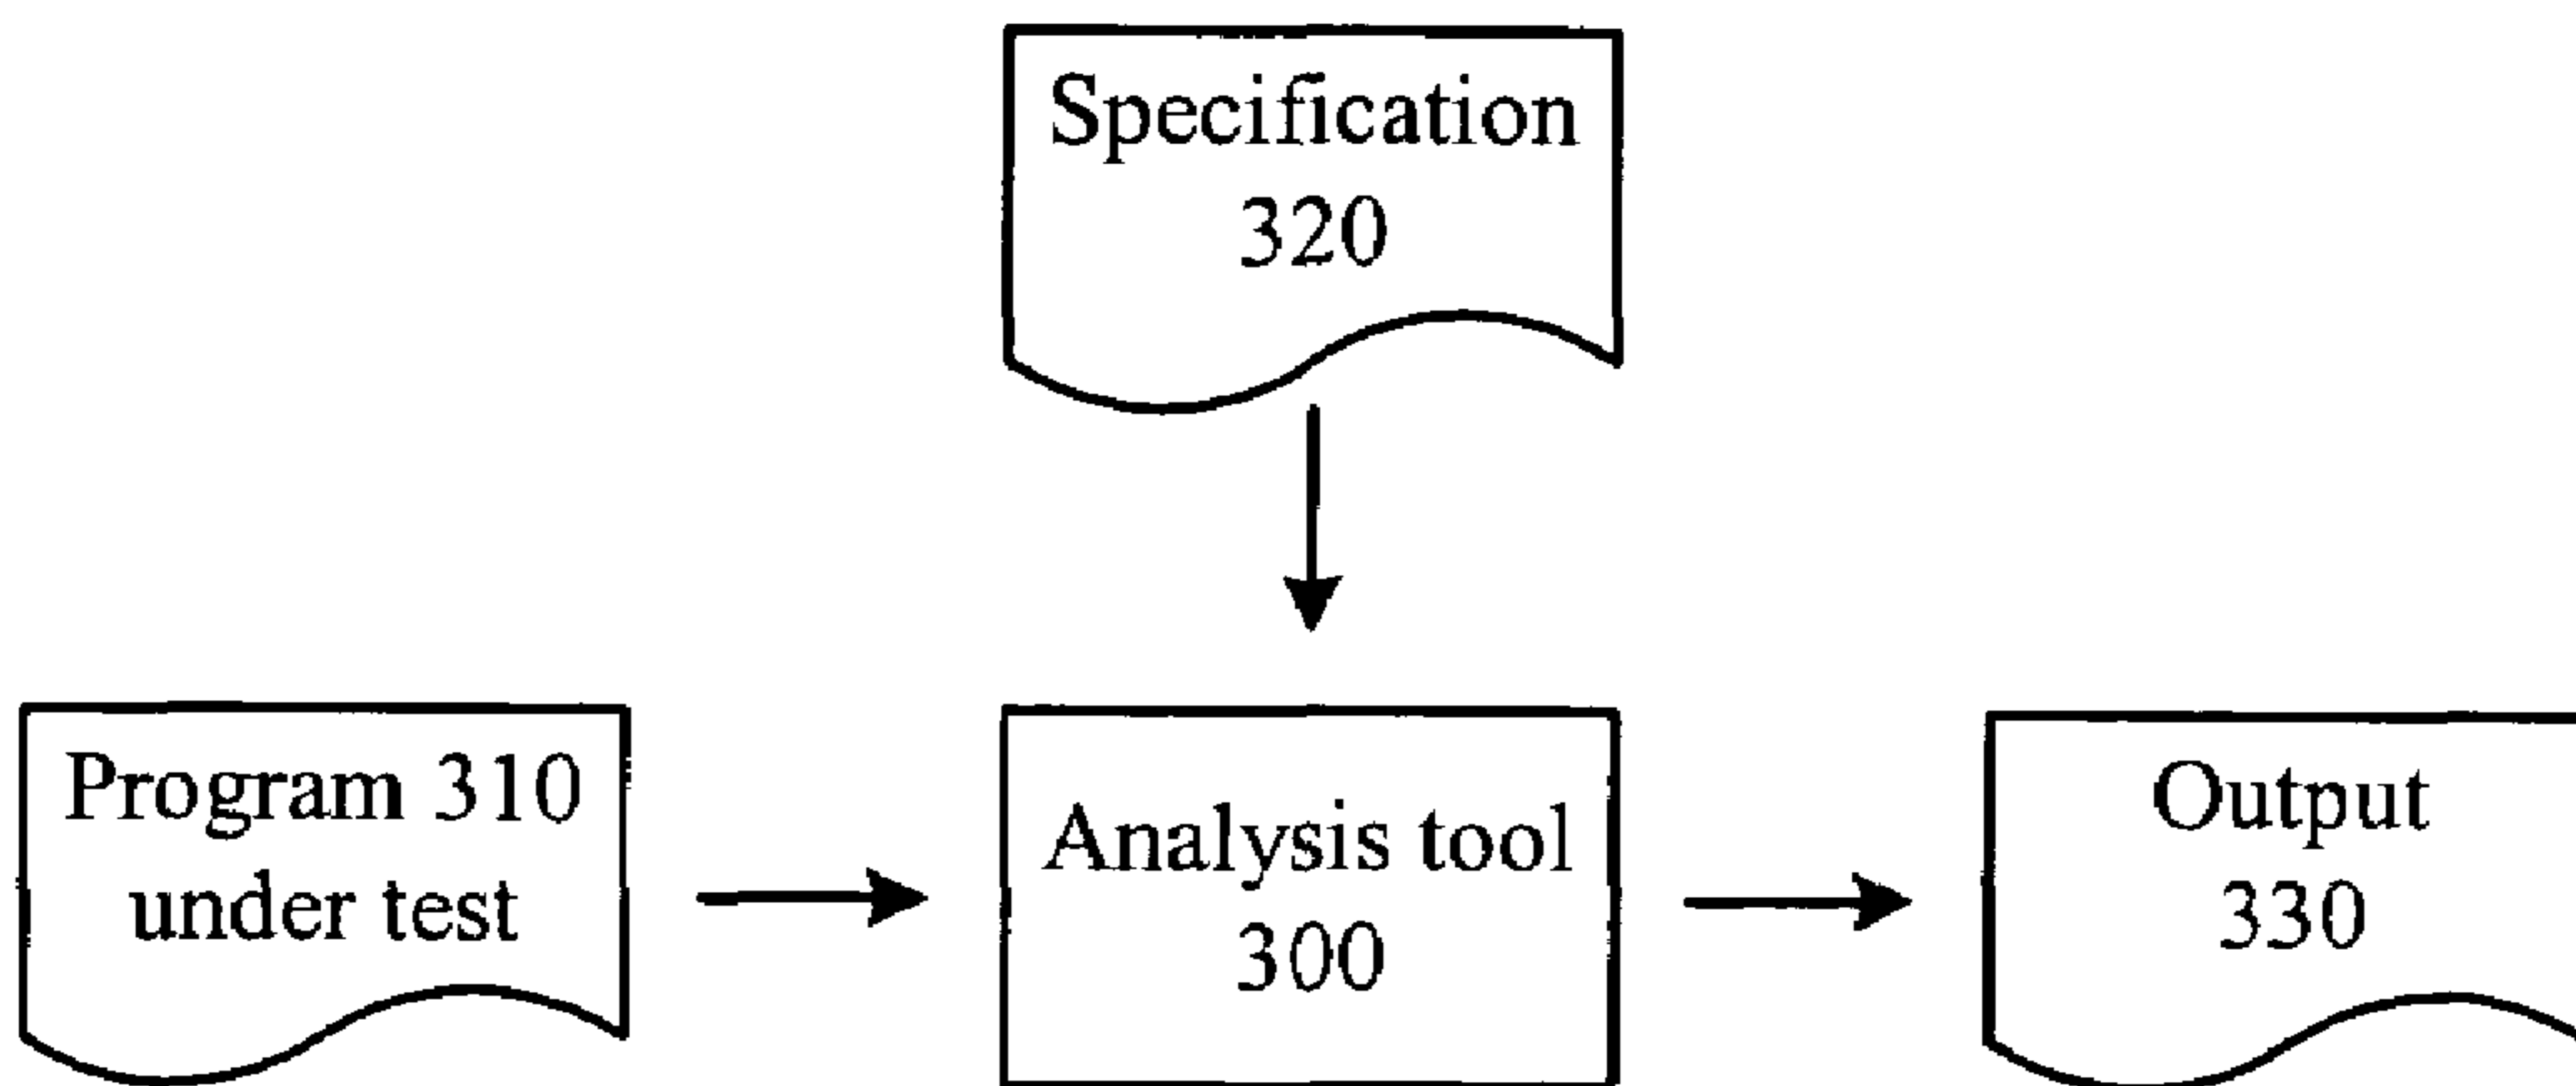 Specification
320
Program 310
under test
Analysis tool
300
Output
330